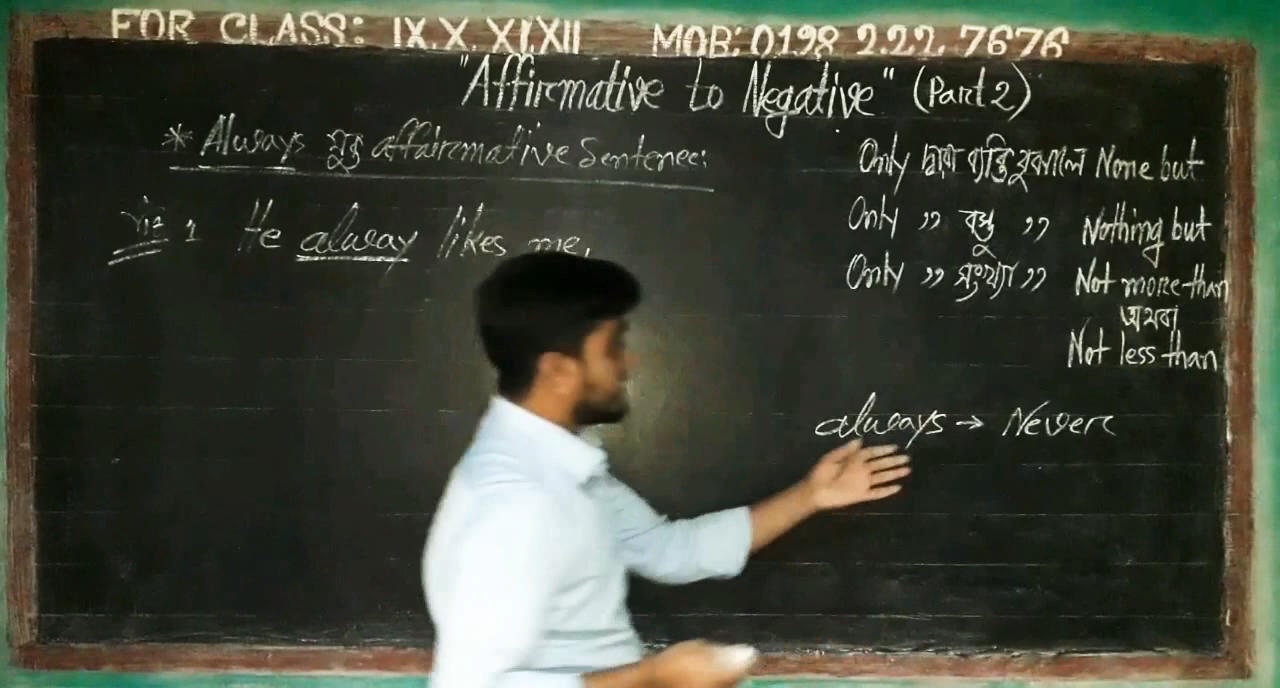 FOR CLASS: IX, X, XI, XII MOB: 0198 222 7676
"Affirmative to Negative" (Part 2)
* Always যুক্ত affairmative Sentence:
1 He alway likes me,
Only দ্বারা ব্যক্তি বুঝালে None but
Only ,, বস্তু ,, Nothing but
Only ,, সংখ্যা ,, Not more than
অথবা
Not less than
always → Never